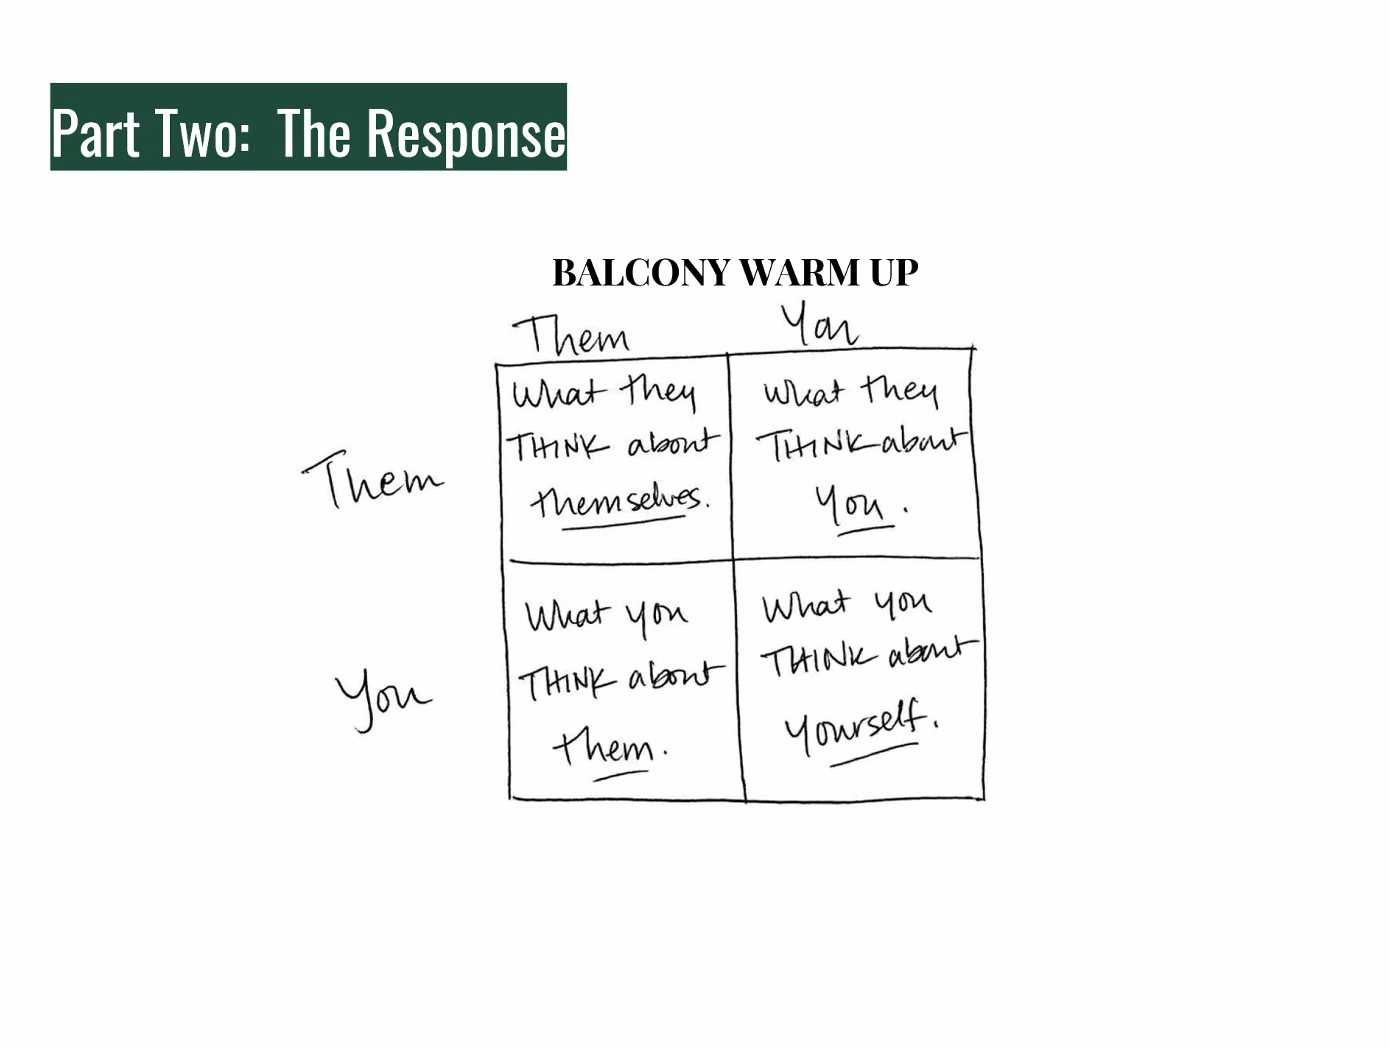 Part Two:  The Response
BALCONY WARM UP
Them
You
What they
THINK about
themselves.
What they
THINK about
You.
Them
What you
THINK about
them.
What you
THINK about
yourself.
You